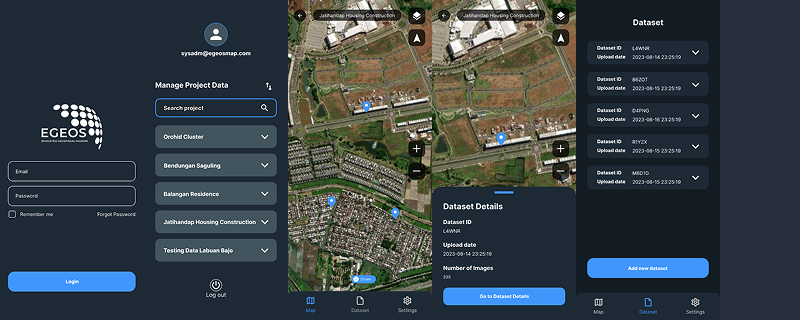 EGEOS
EKOSISTEM GEOSPASIAL MANDIRI
Email
Password
Remember me
Forgot Password
Login
sysadm@egeosmap.com
Manage Project Data
Search project
Orchid Cluster
Bendungan Saguling
Balangan Residence
Jatihandap Housing Construction
Testing Data Labuan Bajo
Log out
Jatihandap Housing Construction
Map
Dataset
Settings
Jatihandap Housing Construction
Dataset Details
Dataset ID
L4WNR
Upload date
2023-08-14 23:25:19
Number of Images
235
Go to Dataset Details
Dataset
Dataset ID L4WNR
Upload date 2023-08-14 23:25:19
Dataset ID B6ZOT
Upload date 2023-08-15 23:25:19
Dataset ID D4PNG
Upload date 2023-08-16 23:25:19
Dataset ID R1YZX
Upload date 2023-08-15 23:25:19
Dataset ID M6D1G
Upload date 2023-08-15 23:25:19
Add new dataset
Map
Dataset
Settings